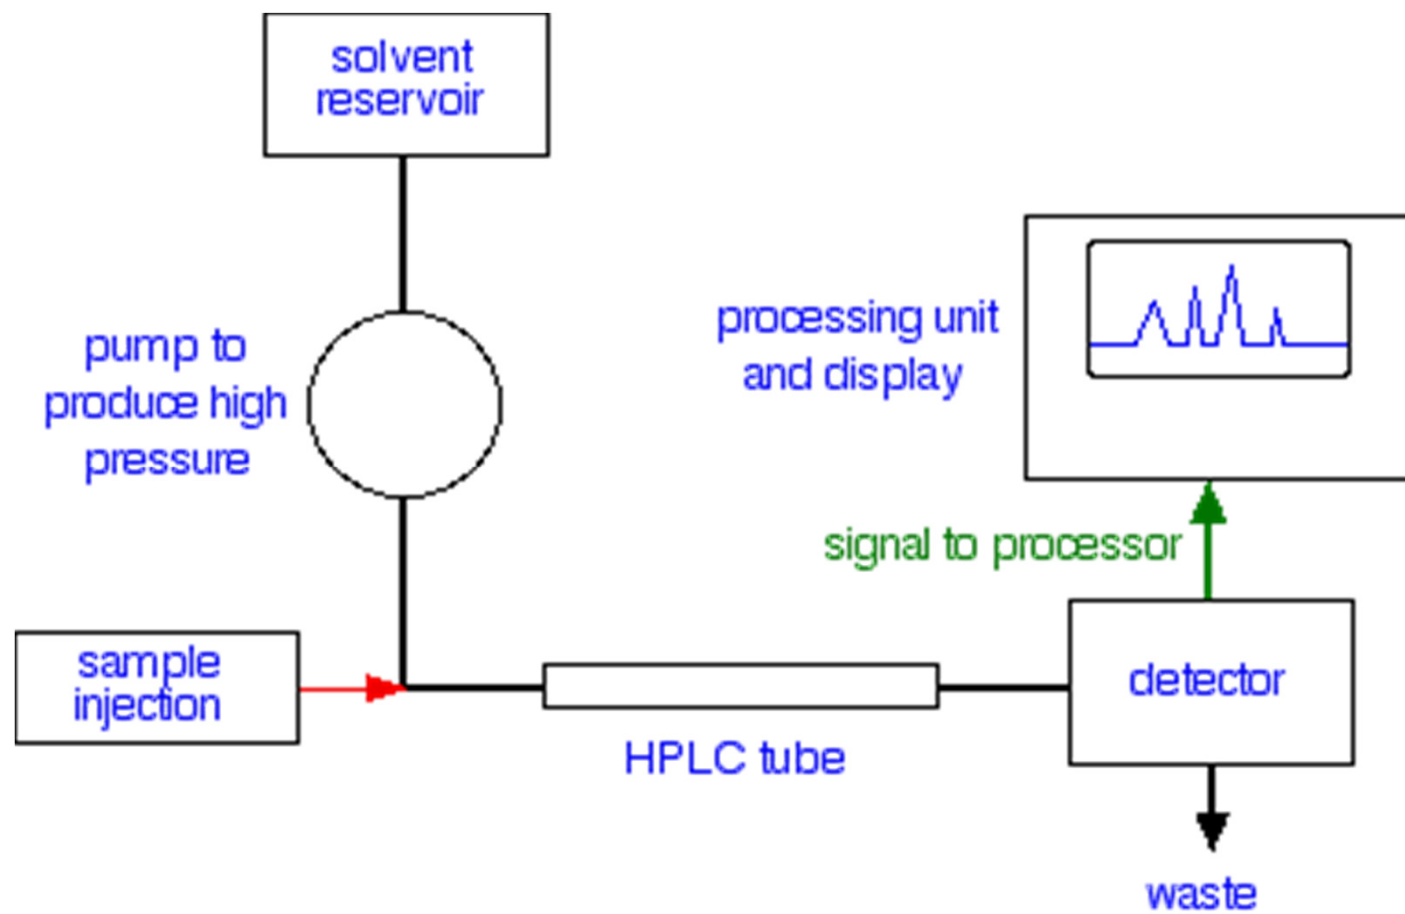 solvent
reservoir
pump to
produce high
pressure
processing unit
and display
signal to processor
sample
injection
detector
HPLC tube
waste